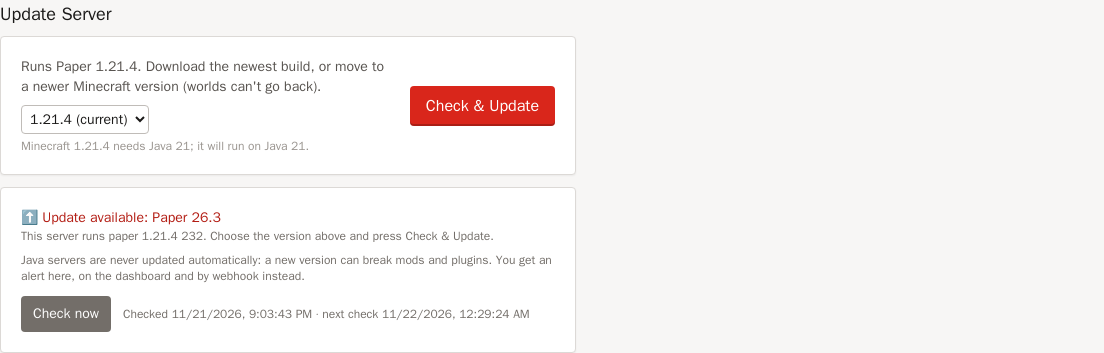 Update Server
Runs Paper 1.21.4. Download the newest build, or move to
a newer Minecraft version (worlds can't go back).
Check & Update
1.21.4 (current)
Minecraft 1.21.4 needs Java 21; it will run on Java 21.
⬆️ Update available: Paper 26.3
This server runs paper 1.21.4 232. Choose the version above and press Check & Update.
Java servers are never updated automatically: a new version can break mods and plugins. You get an
alert here, on the dashboard and by webhook instead.
Check now
Checked 11/21/2026, 9:03:43 PM · next check 11/22/2026, 12:29:24 AM